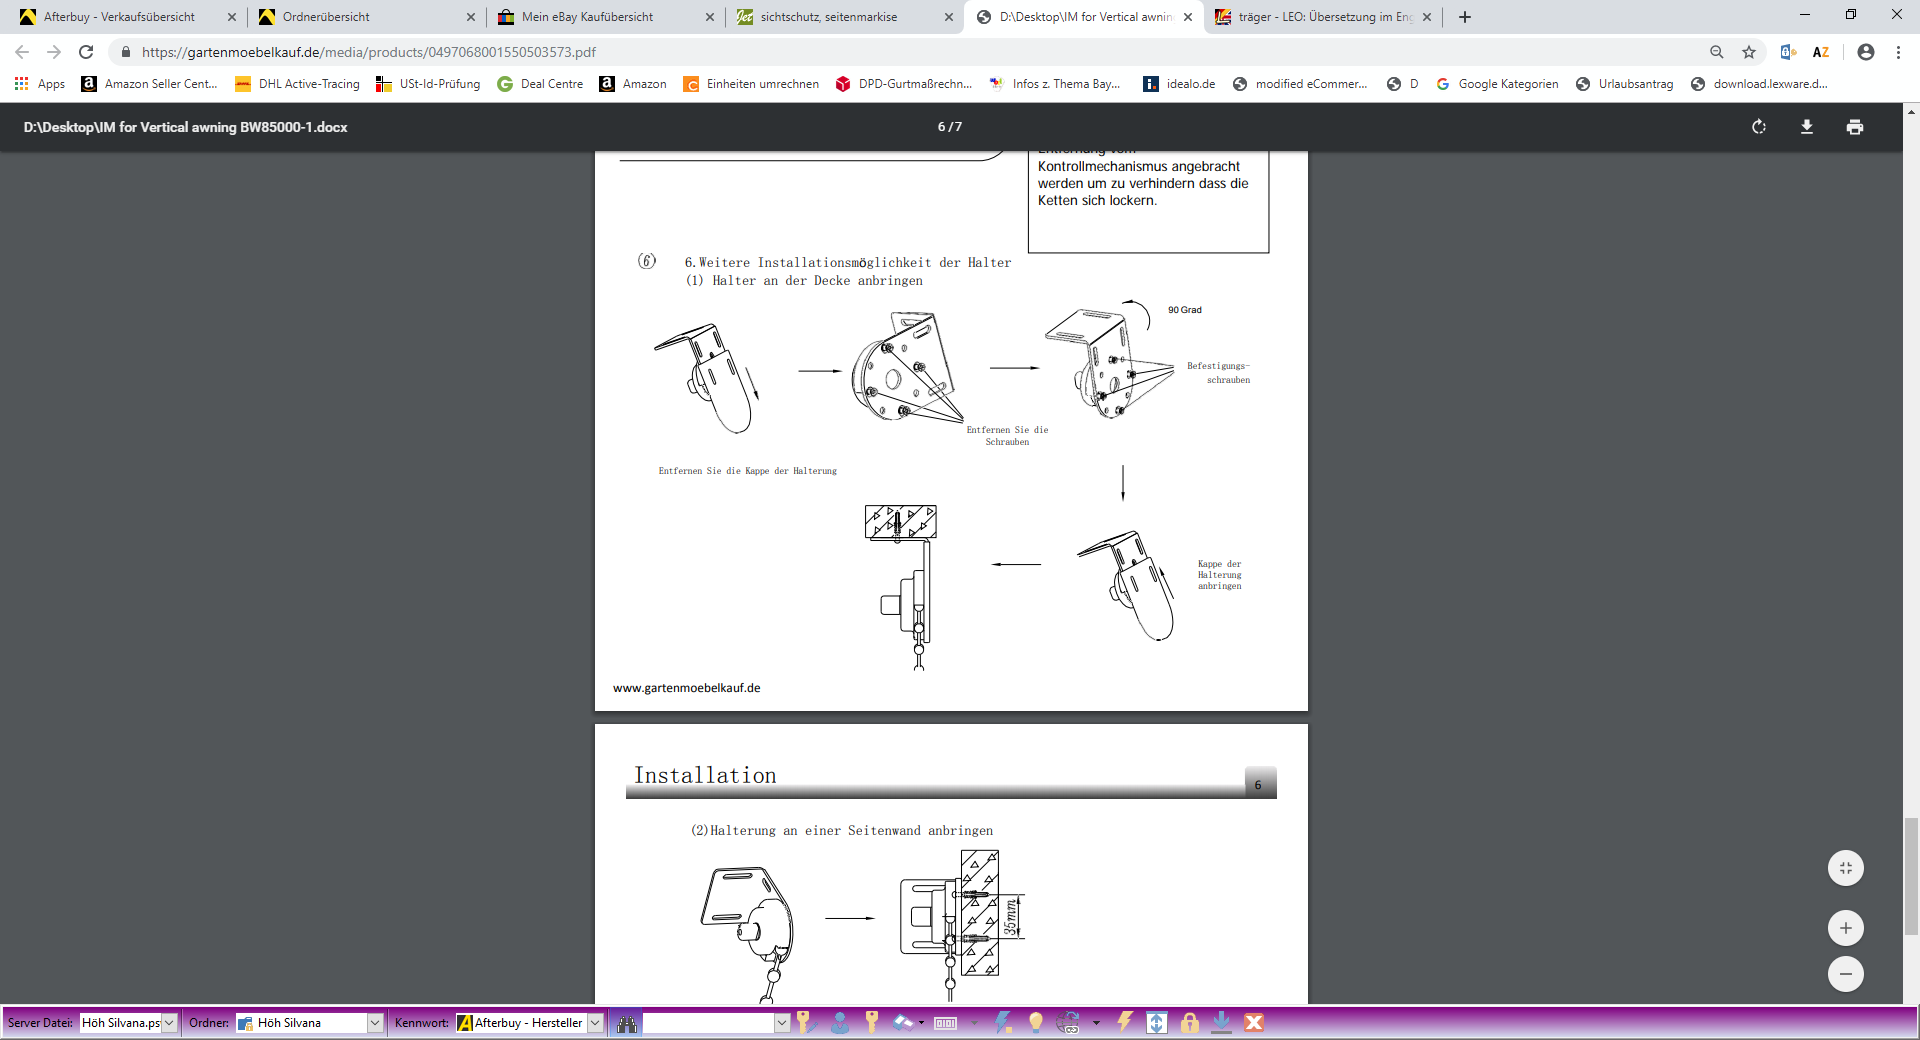 Afterbuy - Verkaufsübersicht
Ordnerübersicht
Mein eBay Kaufübersicht
sichtschutz, seitenmarkise
D:\Desktop\IM for Vertical awnin
träger - LEO: Übersetzung im Eng
https://gartenmoebelkauf.de/media/products/0497068001550503573.pdf
Apps
Amazon Seller Cent...
DHL Active-Tracing
USt-Id-Prüfung
Deal Centre
Amazon
Einheiten umrechnen
DPD-Gurtmaßrechn...
Infos z. Thema Bay...
idealo.de
modified eCommer...
D
Google Kategorien
Urlaubsantrag
download.lexware.d...
D:\Desktop\IM for Vertical awning BW85000-1.docx
6 / 7
Entfernung vom
Kontrollmechanismus angebracht
werden um zu verhindern dass die
Ketten sich lockern.
(6) 6.Weitere Installationsmöglichkeit der Halter
(1) Halter an der Decke anbringen
90 Grad
Befestigungs-
schrauben
Entfernen Sie die
Schrauben
Entfernen Sie die Kappe der Halterung
Kappe der
Halterung
anbringen
www.gartenmoebelkauf.de
Installation
6
(2)Halterung an einer Seitenwand anbringen
35mm
Server Datei: Höh Silvana.ps
Ordner: Höh Silvana
Kennwort: Afterbuy - Hersteller